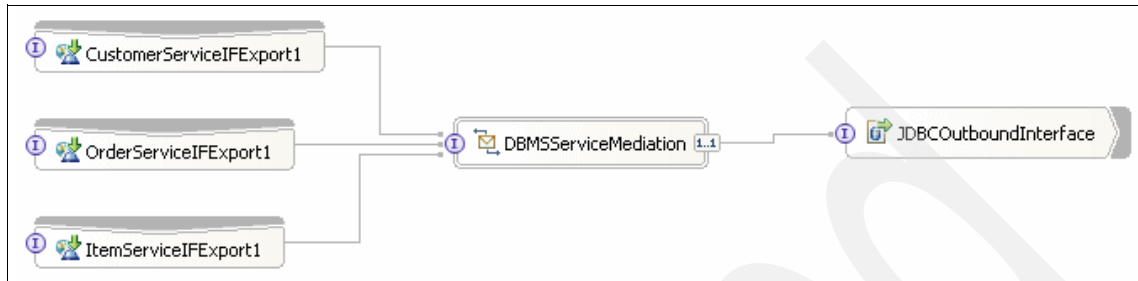 CustomerServiceIFExport1
OrderServiceIFExport1
DBMSServiceMediation 1..1
JDBCOutboundInterface
ItemServiceIFExport1